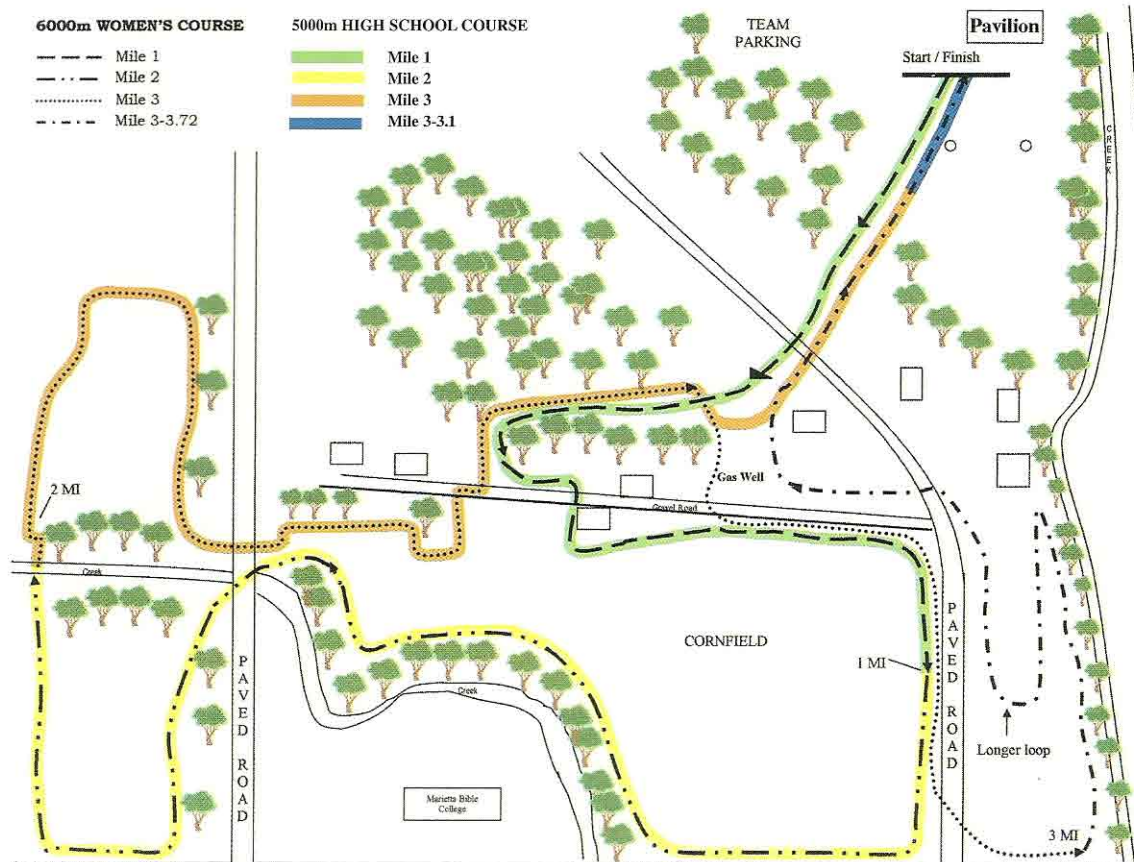 6000m WOMEN'S COURSE
Mile 1
Mile 2
Mile 3
Mile 3-3.72
5000m HIGH SCHOOL COURSE
Mile 1
Mile 2
Mile 3
Mile 3-3.1
TEAM
PARKING
Pavilion
Start / Finish
CREEK
2 MI
Gas Well
Gravel Road
Creek
CORNFIELD
1 MI
PAVED ROAD
PAVED ROAD
Creek
Longer loop
Marietta Bible
College
3 MI